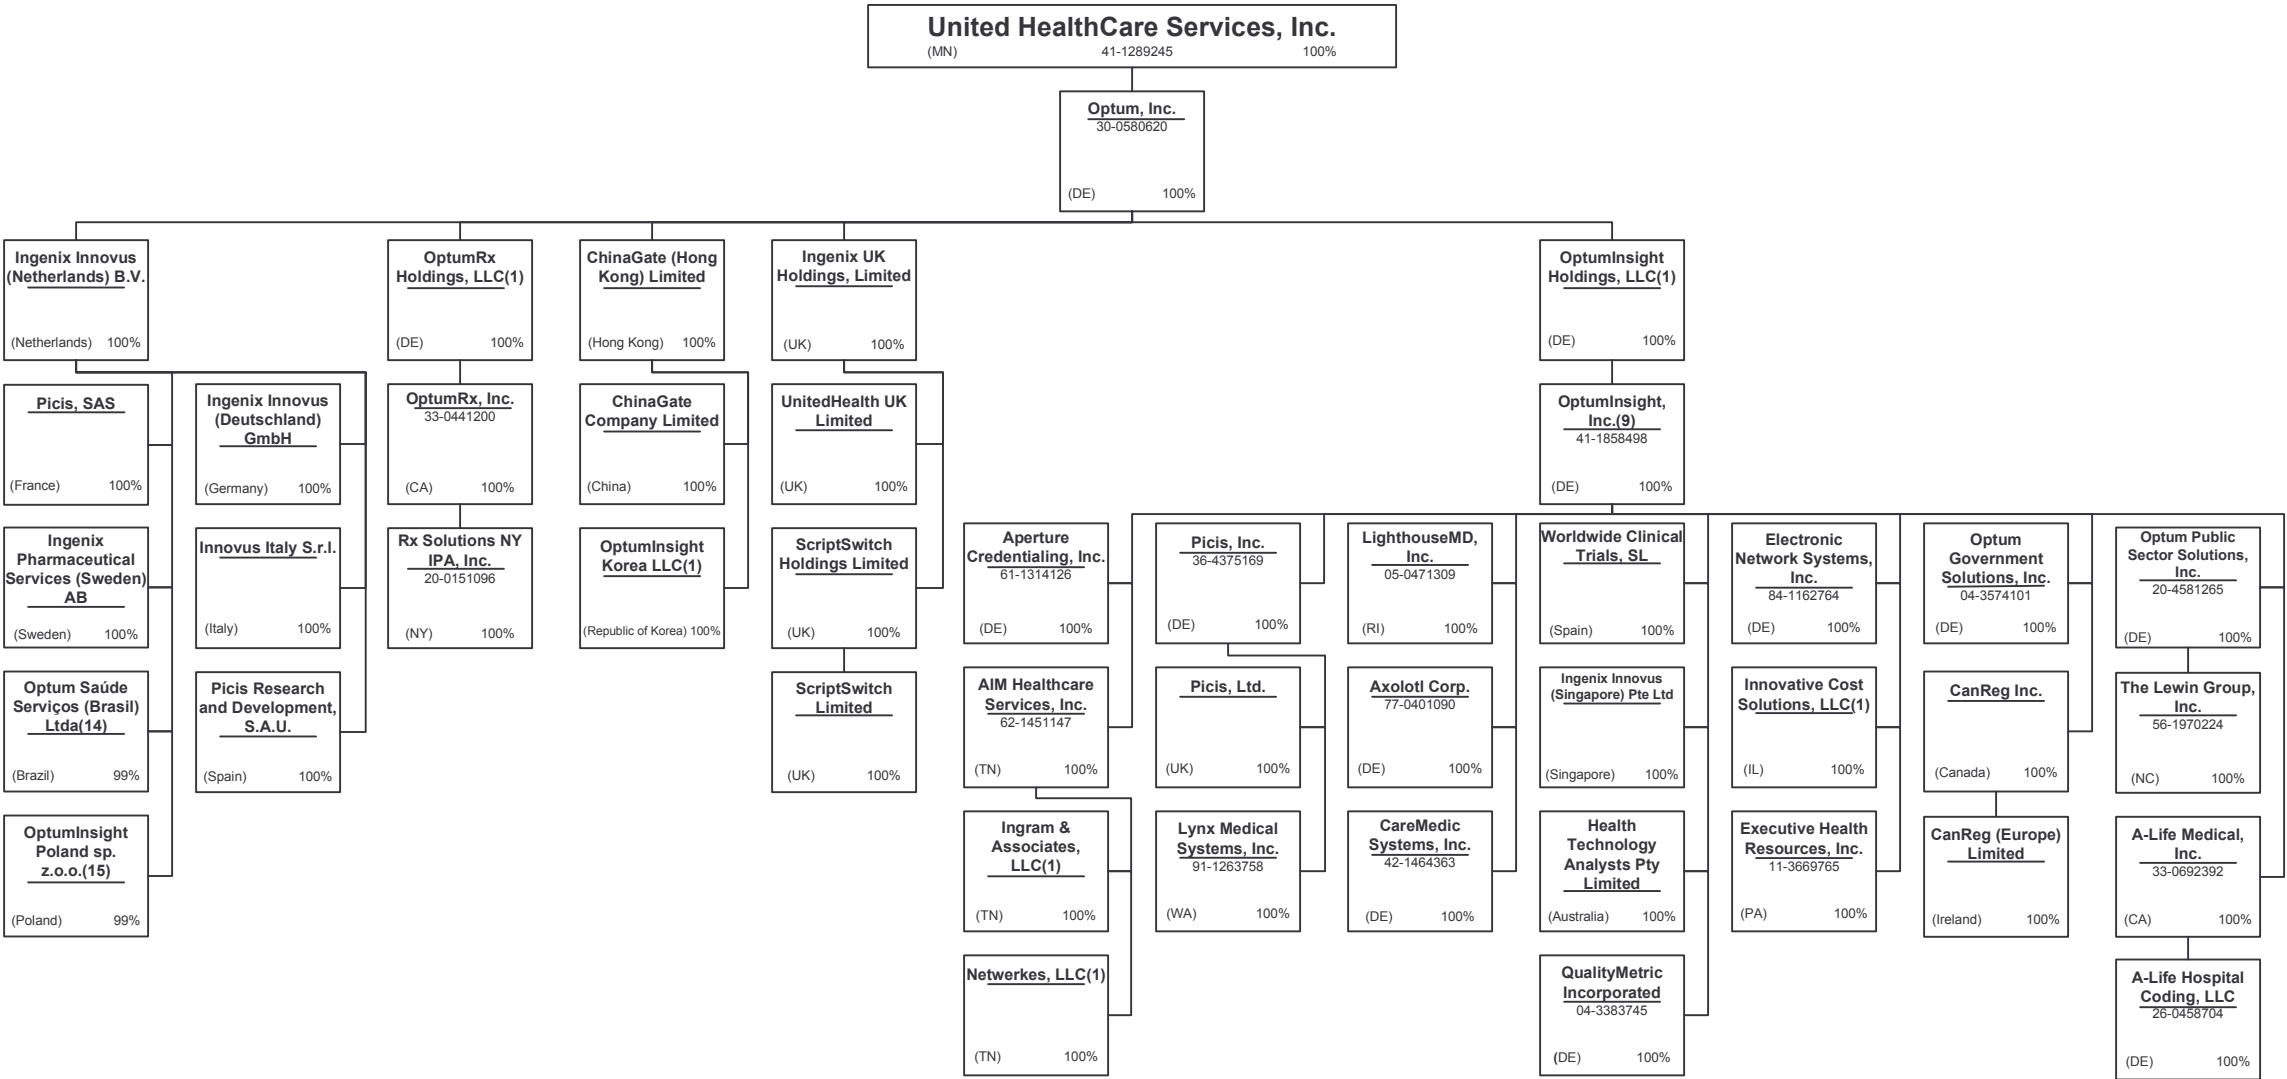 United HealthCare Services, Inc.
(MN) 41-1289245 100%
Optum, Inc.
30-0580620
(DE) 100%
Ingenix Innovus
(Netherlands) B.V.
(Netherlands) 100%
OptumRx
Holdings, LLC(1)
(DE) 100%
ChinaGate (Hong
Kong) Limited
(Hong Kong) 100%
Ingenix UK
Holdings, Limited
(UK) 100%
OptumInsight
Holdings, LLC(1)
(DE) 100%
Picis, SAS
(France) 100%
Ingenix Innovus
(Deutschland)
GmbH
(Germany) 100%
OptumRx, Inc.
33-0441200
(CA) 100%
ChinaGate
Company Limited
(China) 100%
UnitedHealth UK
Limited
(UK) 100%
OptumInsight,
Inc.(9)
41-1858498
(DE) 100%
Ingenix
Pharmaceutical
Services (Sweden)
AB
(Sweden) 100%
Innovus Italy S.r.l.
(Italy) 100%
Rx Solutions NY
IPA, Inc.
20-0151096
(NY) 100%
OptumInsight
Korea LLC(1)
(Republic of Korea) 100%
ScriptSwitch
Holdings Limited
(UK) 100%
Aperture
Credentialing, Inc.
61-1314126
(DE) 100%
Picis, Inc.
36-4375169
(DE) 100%
LighthouseMD,
Inc.
05-0471309
(RI) 100%
Worldwide Clinical
Trials, SL
(Spain) 100%
Electronic
Network Systems,
Inc.
84-1162764
(DE) 100%
Optum
Government
Solutions, Inc.
04-3574101
(DE) 100%
Optum Public
Sector Solutions,
Inc.
20-4581265
(DE) 100%
Optum Saúde
Serviços (Brasil)
Ltda(14)
(Brazil) 99%
Picis Research
and Development,
S.A.U.
(Spain) 100%
ScriptSwitch
Limited
(UK) 100%
AIM Healthcare
Services, Inc.
62-1451147
(TN) 100%
Picis, Ltd.
(UK) 100%
Axolotl Corp.
77-0401090
(DE) 100%
Ingenix Innovus
(Singapore) Pte Ltd
(Singapore) 100%
Innovative Cost
Solutions, LLC(1)
(IL) 100%
CanReg Inc.
(Canada) 100%
The Lewin Group,
Inc.
56-1970224
(NC) 100%
OptumInsight
Poland sp.
z.o.o.(15)
(Poland) 99%
Ingram &
Associates,
LLC(1)
(TN) 100%
Lynx Medical
Systems, Inc.
91-1263758
(WA) 100%
CareMedic
Systems, Inc.
42-1464363
(DE) 100%
Health
Technology
Analysts Pty
Limited
(Australia) 100%
Executive Health
Resources, Inc.
11-3669765
(PA) 100%
CanReg (Europe)
Limited
(Ireland) 100%
A-Life Medical,
Inc.
33-0692392
(CA) 100%
Netwerkes, LLC(1)
(TN) 100%
QualityMetric
Incorporated
04-3383745
(DE) 100%
A-Life Hospital
Coding, LLC
26-0458704
(DE) 100%